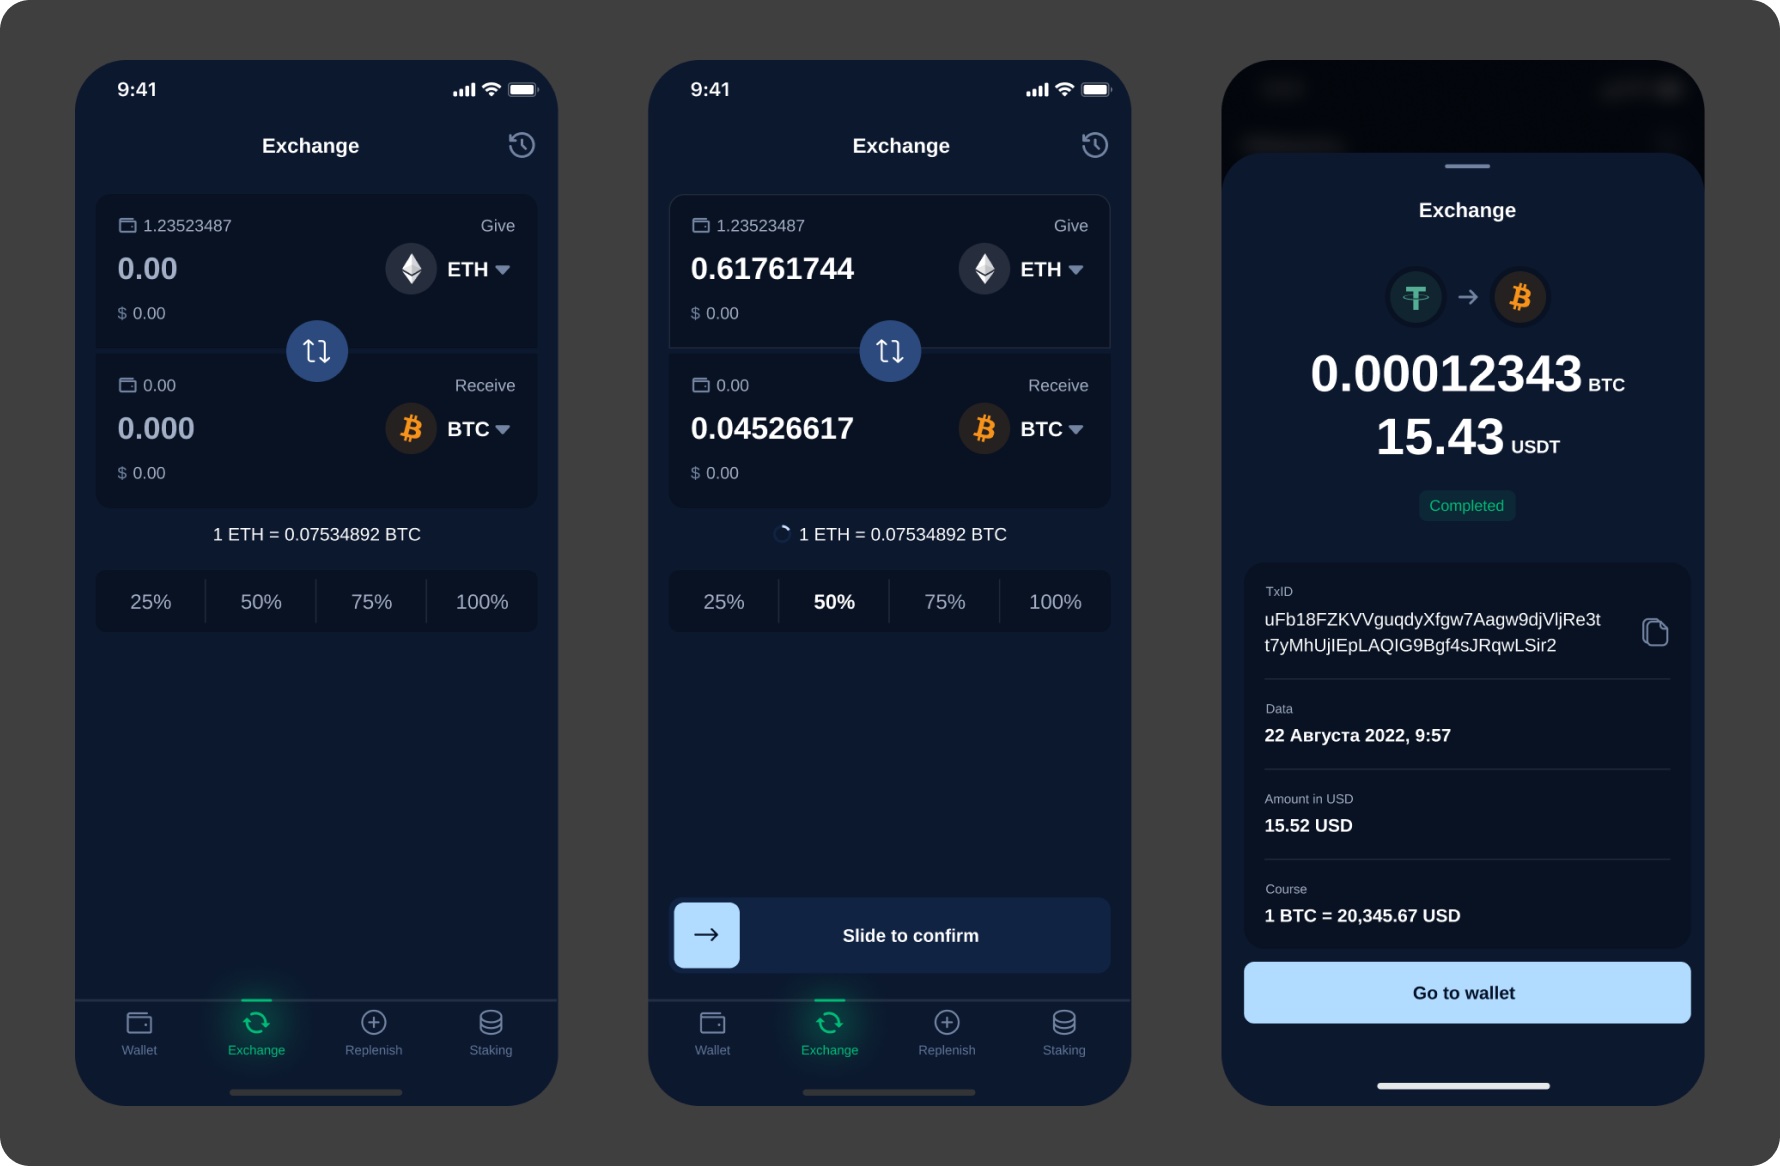 9:41
Exchange
1.23523487 Give
0.00 ETH
$ 0.00
0.00 Receive
0.000 BTC
$ 0.00
1 ETH = 0.07534892 BTC
25% 50% 75% 100%
Wallet Exchange Replenish Staking
9:41
Exchange
1.23523487 Give
0.61761744 ETH
$ 0.00
0.00 Receive
0.04526617 BTC
$ 0.00
1 ETH = 0.07534892 BTC
25% 50% 75% 100%
Slide to confirm
Wallet Exchange Replenish Staking
Exchange
0.00012343 BTC
15.43 USDT
Completed
TxID
uFb18FZKVVguqdyXfgw7Aagw9djVljRe3t
t7yMhUjIEpLAQIG9Bgf4sJRqwLSir2
Data
22 Августа 2022, 9:57
Amount in USD
15.52 USD
Course
1 BTC = 20,345.67 USD
Go to wallet